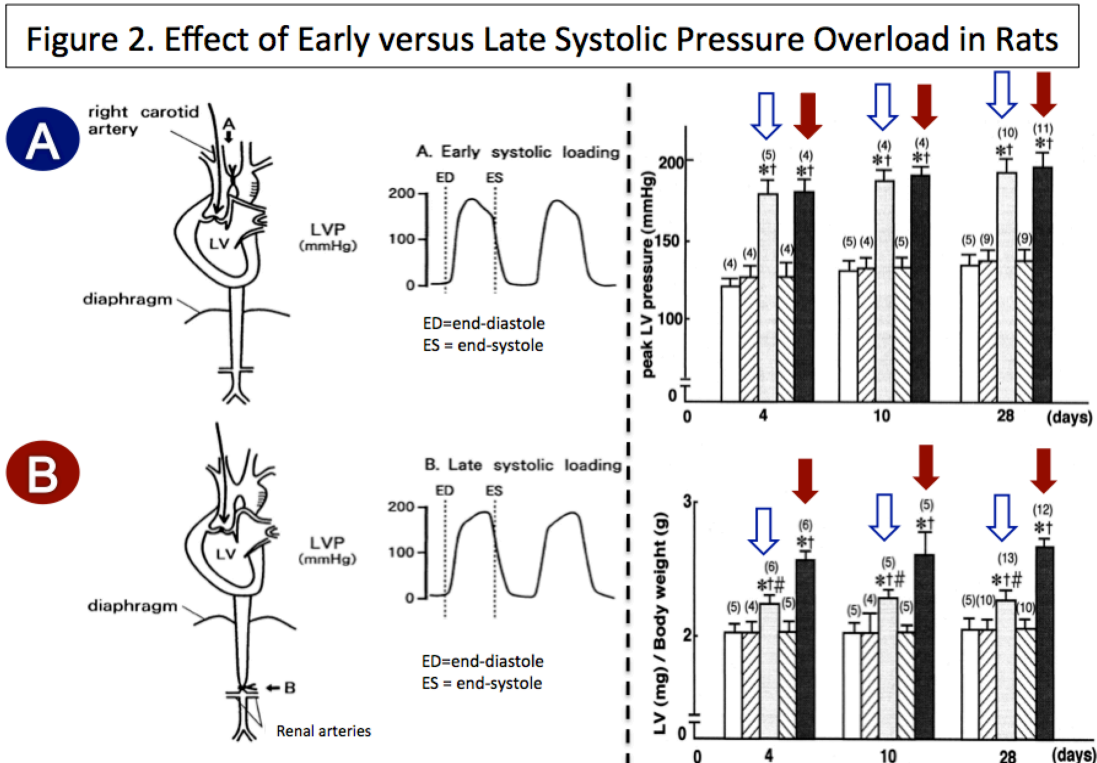 Figure 2. Effect of Early versus Late Systolic Pressure Overload in Rats
A
right carotid
artery
A
LV
diaphragm
LVP
(mmHg)
A. Early systolic loading
ED ES
200
100
0
ED=end-diastole
ES = end-systole
B
LV
diaphragm
B
Renal arteries
LVP
(mmHg)
B. Late systolic loading
ED ES
200
100
0
ED=end-diastole
ES = end-systole
peak LV pressure (mmHg)
200
150
100
0
(4) (4) (5) (4) (4)
*† *†
(5) (4) (4) (5) (4)
*† *†
(5) (9) (10) (9) (11)
*† *†
0 4 10 28 (days)
LV (mg) / Body weight (g)
3
2
0
(5) (4) (6) (5) (6)
*†# *†
(5) (4) (5) (5) (5)
*†# *†
(5) (10) (13) (10) (12)
*†# *†
0 4 10 28 (days)